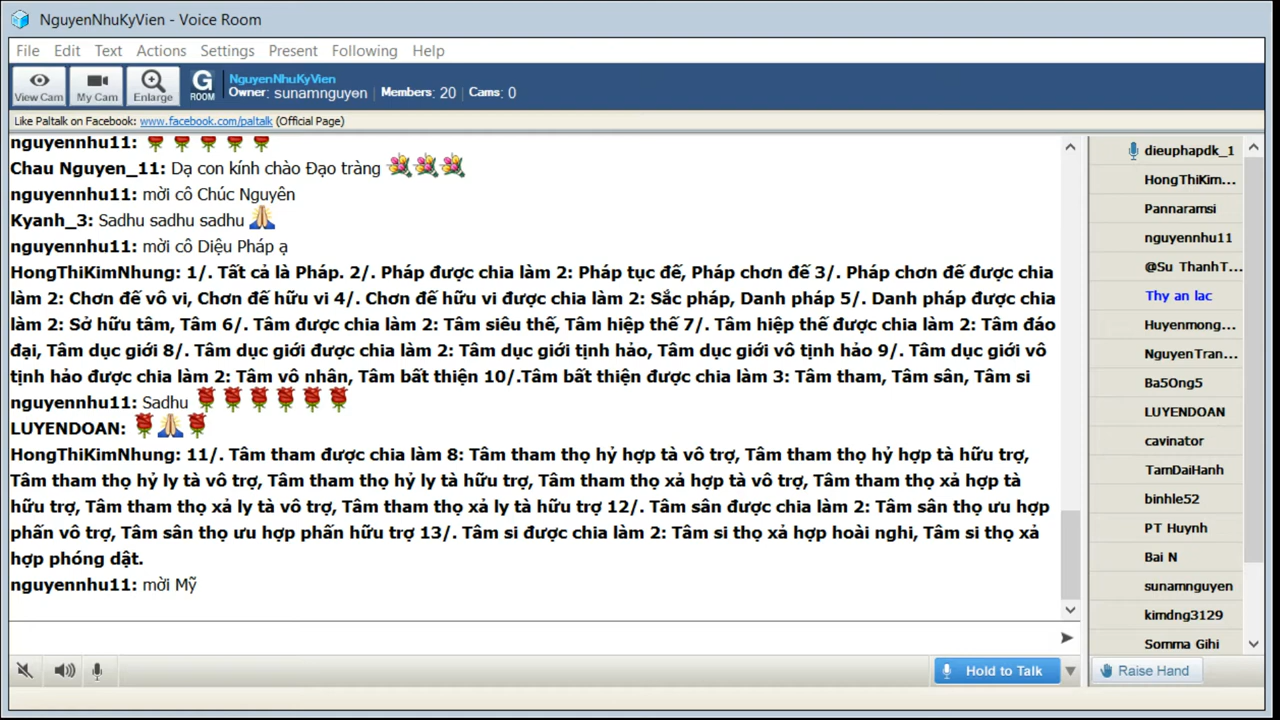 NguyenNhuKyVien - Voice Room
File Edit Text Actions Settings Present Following Help
View Cam My Cam Enlarge G ROOM
NguyenNhuKyVien
Owner: sunamnguyen | Members: 20 | Cams: 0
Like Paltalk on Facebook: www.facebook.com/paltalk (Official Page)
nguyennhu11:
Chau Nguyen_11: Dạ con kính chào Đạo tràng
nguyennhu11: mời cô Chúc Nguyên
Kyanh_3: Sadhu sadhu sadhu
nguyennhu11: mời cô Diệu Pháp ạ
HongThiKimNhung: 1/. Tất cả là Pháp. 2/. Pháp được chia làm 2: Pháp tục đế, Pháp chơn đế 3/. Pháp chơn đế được chia
làm 2: Chơn đế vô vi, Chơn đế hữu vi 4/. Chơn đế hữu vi được chia làm 2: Sắc pháp, Danh pháp 5/. Danh pháp được chia
làm 2: Sở hữu tâm, Tâm 6/. Tâm được chia làm 2: Tâm siêu thế, Tâm hiệp thế 7/. Tâm hiệp thế được chia làm 2: Tâm đáo
đại, Tâm dục giới 8/. Tâm dục giới được chia làm 2: Tâm dục giới tịnh hảo, Tâm dục giới vô tịnh hảo 9/. Tâm dục giới vô
tịnh hảo được chia làm 2: Tâm vô nhân, Tâm bất thiện 10/.Tâm bất thiện được chia làm 3: Tâm tham, Tâm sân, Tâm si
nguyennhu11: Sadhu
LUYENDOAN:
HongThiKimNhung: 11/. Tâm tham được chia làm 8: Tâm tham thọ hỷ hợp tà vô trợ, Tâm tham thọ hỷ hợp tà hữu trợ,
Tâm tham thọ hỷ ly tà vô trợ, Tâm tham thọ hỷ ly tà hữu trợ, Tâm tham thọ xả hợp tà vô trợ, Tâm tham thọ xả hợp tà
hữu trợ, Tâm tham thọ xả ly tà vô trợ, Tâm tham thọ xả ly tà hữu trợ 12/. Tâm sân được chia làm 2: Tâm sân thọ ưu hợp
phấn vô trợ, Tâm sân thọ ưu hợp phấn hữu trợ 13/. Tâm si được chia làm 2: Tâm si thọ xả hợp hoài nghi, Tâm si thọ xả
hợp phóng dật.
nguyennhu11: mời Mỹ
dieuphapdk_1
HongThiKim...
Pannaramsi
nguyennhu11
@Su ThanhT...
Thy an lac
Huyenmong...
NguyenTran...
Ba5Ong5
LUYENDOAN
cavinator
TamDaiHanh
binhle52
PT Huynh
Bai N
sunamnguyen
kimdng3129
Somma Gihi
Hold to Talk
Raise Hand